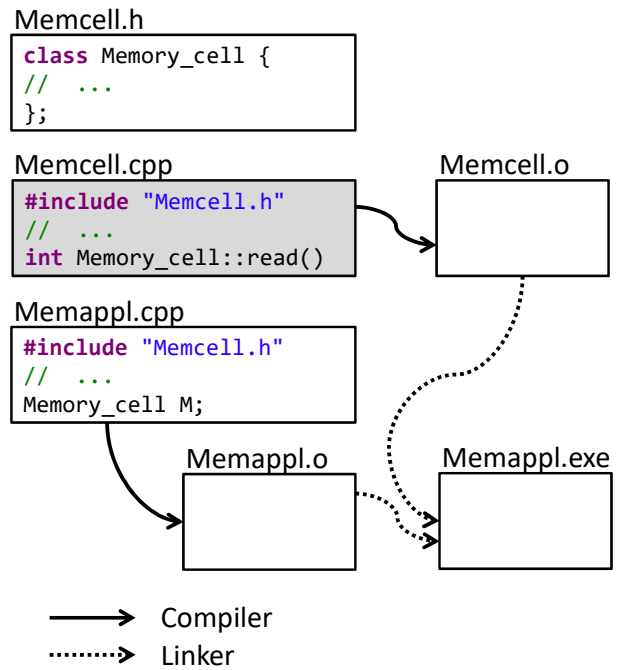 Memcell.h
class Memory_cell {
// ...
};
Memcell.cpp
#include "Memcell.h"
// ...
int Memory_cell::read()
Memcell.o
Memappl.cpp
#include "Memcell.h"
// ...
Memory_cell M;
Memappl.o
Memappl.exe
Compiler
Linker